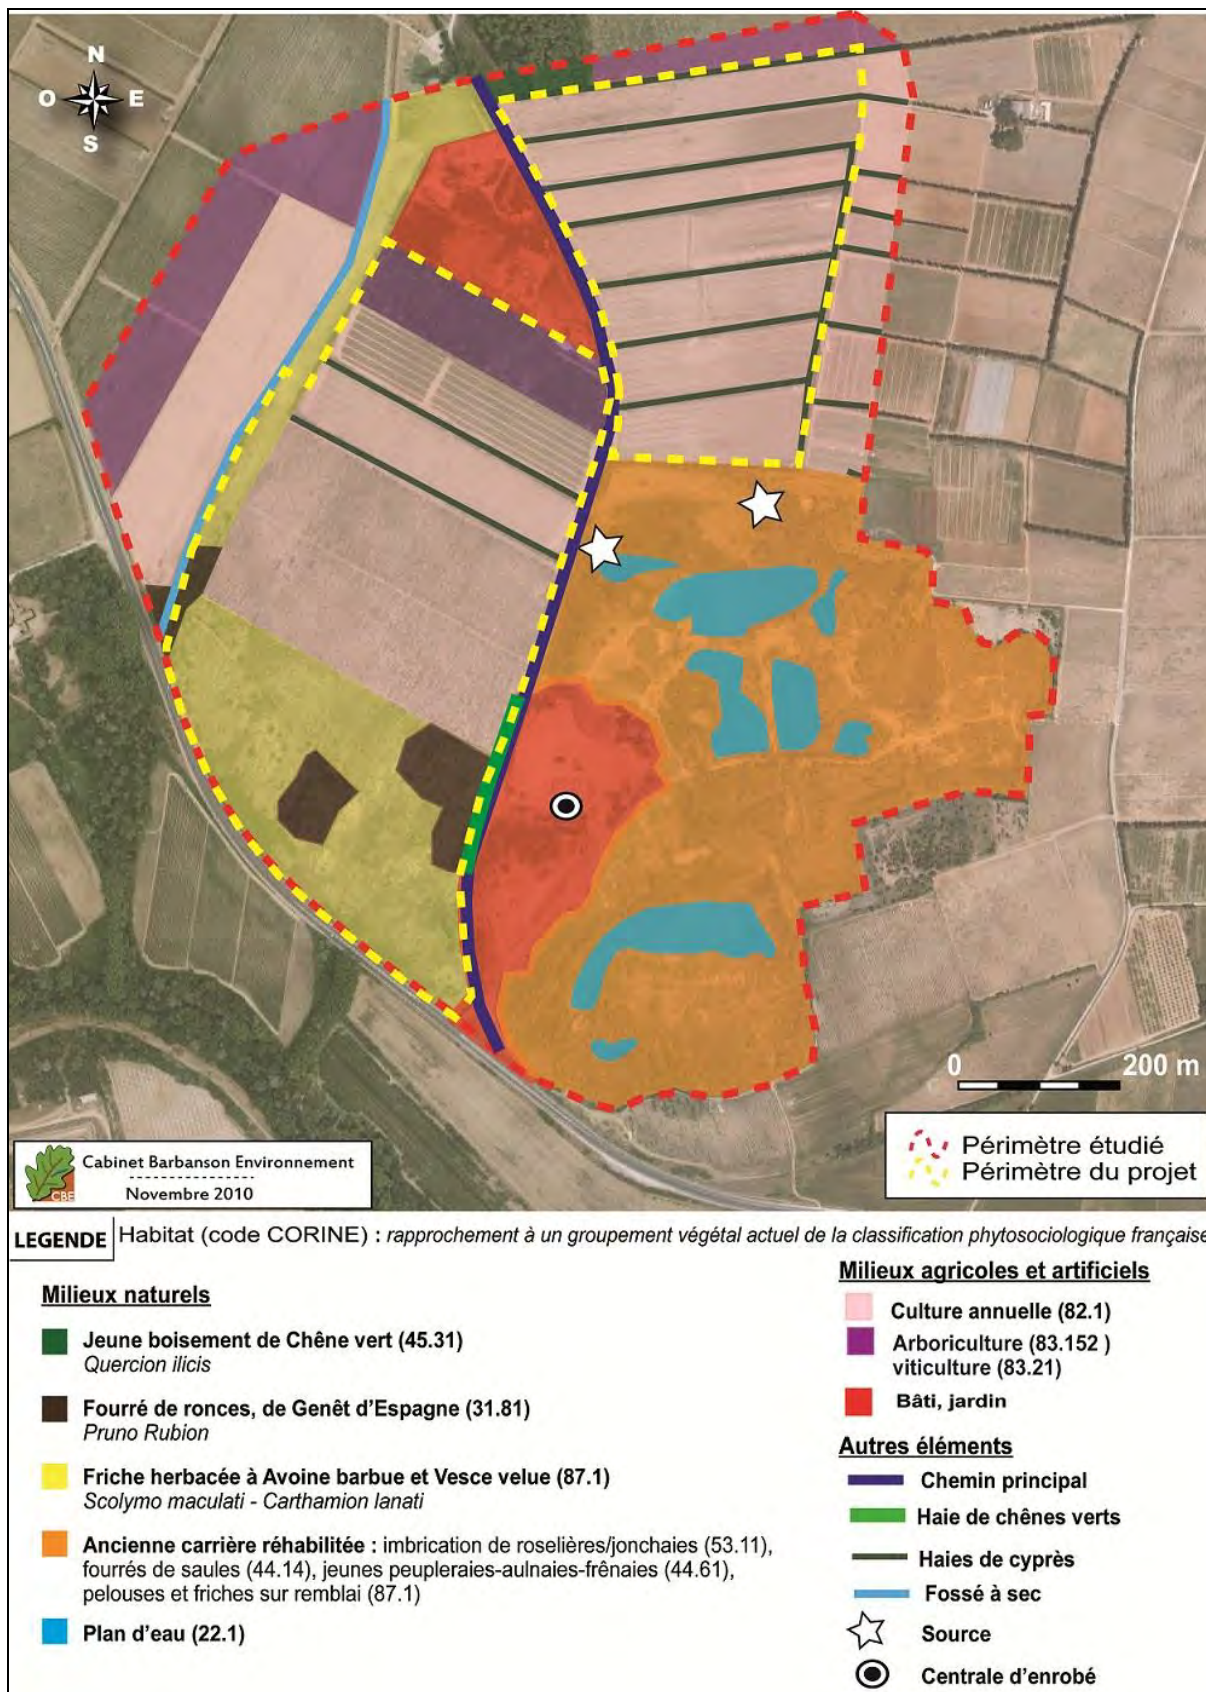 N
O E
S
0 200 m
Périmètre étudié
Périmètre du projet
CBE
Cabinet Barbanson Environnement
Novembre 2010
LEGENDE Habitat (code CORINE) : rapprochement à un groupement végétal actuel de la classification phytosociologique française
Milieux naturels
Jeune boisement de Chêne vert (45.31)
Quercion ilicis
Fourré de ronces, de Genêt d'Espagne (31.81)
Pruno Rubion
Friche herbacée à Avoine barbue et Vesce velue (87.1)
Scolymo maculati - Carthamion lanati
Ancienne carrière réhabilitée : imbrication de roselières/jonchaies (53.11),
fourrés de saules (44.14), jeunes peupleraies-aulnaies-frênaies (44.61),
pelouses et friches sur remblai (87.1)
Plan d'eau (22.1)
Milieux agricoles et artificiels
Culture annuelle (82.1)
Arboriculture (83.152 )
viticulture (83.21)
Bâti, jardin
Autres éléments
Chemin principal
Haie de chênes verts
Haies de cyprès
Fossé à sec
Source
Centrale d'enrobé